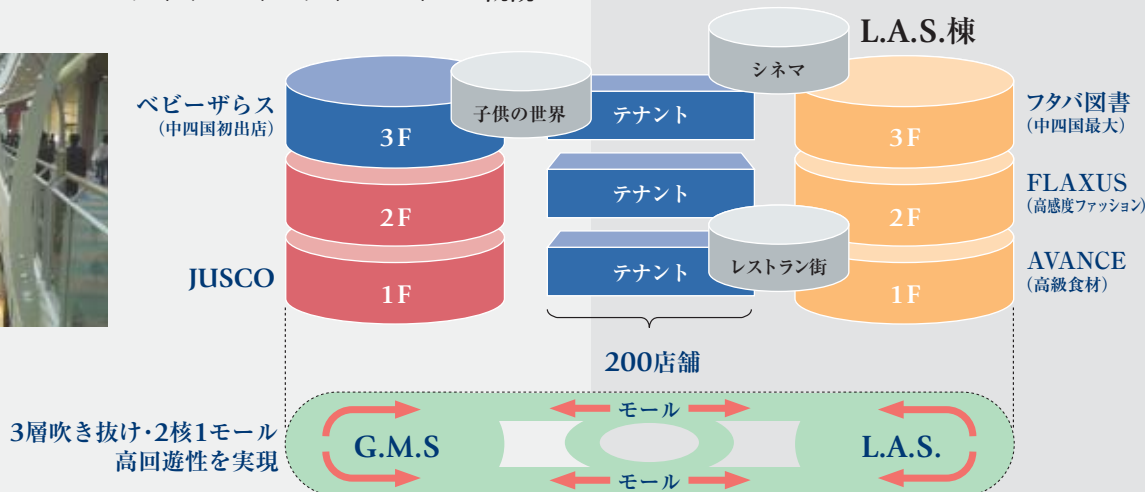 L.A.S.棟
シネマ
子供の世界
テナント
ベビーザらス
(中四国初出店)
3F
3F
フタバ図書
(中四国最大)
テナント
2F
2F
FLAXUS
(高感度ファッション)
JUSCO
テナント
レストラン街
1F
1F
AVANCE
(高級食材)
200店舗
3層吹き抜け・2核1モール
高回遊性を実現
モール
G.M.S
L.A.S.
モール